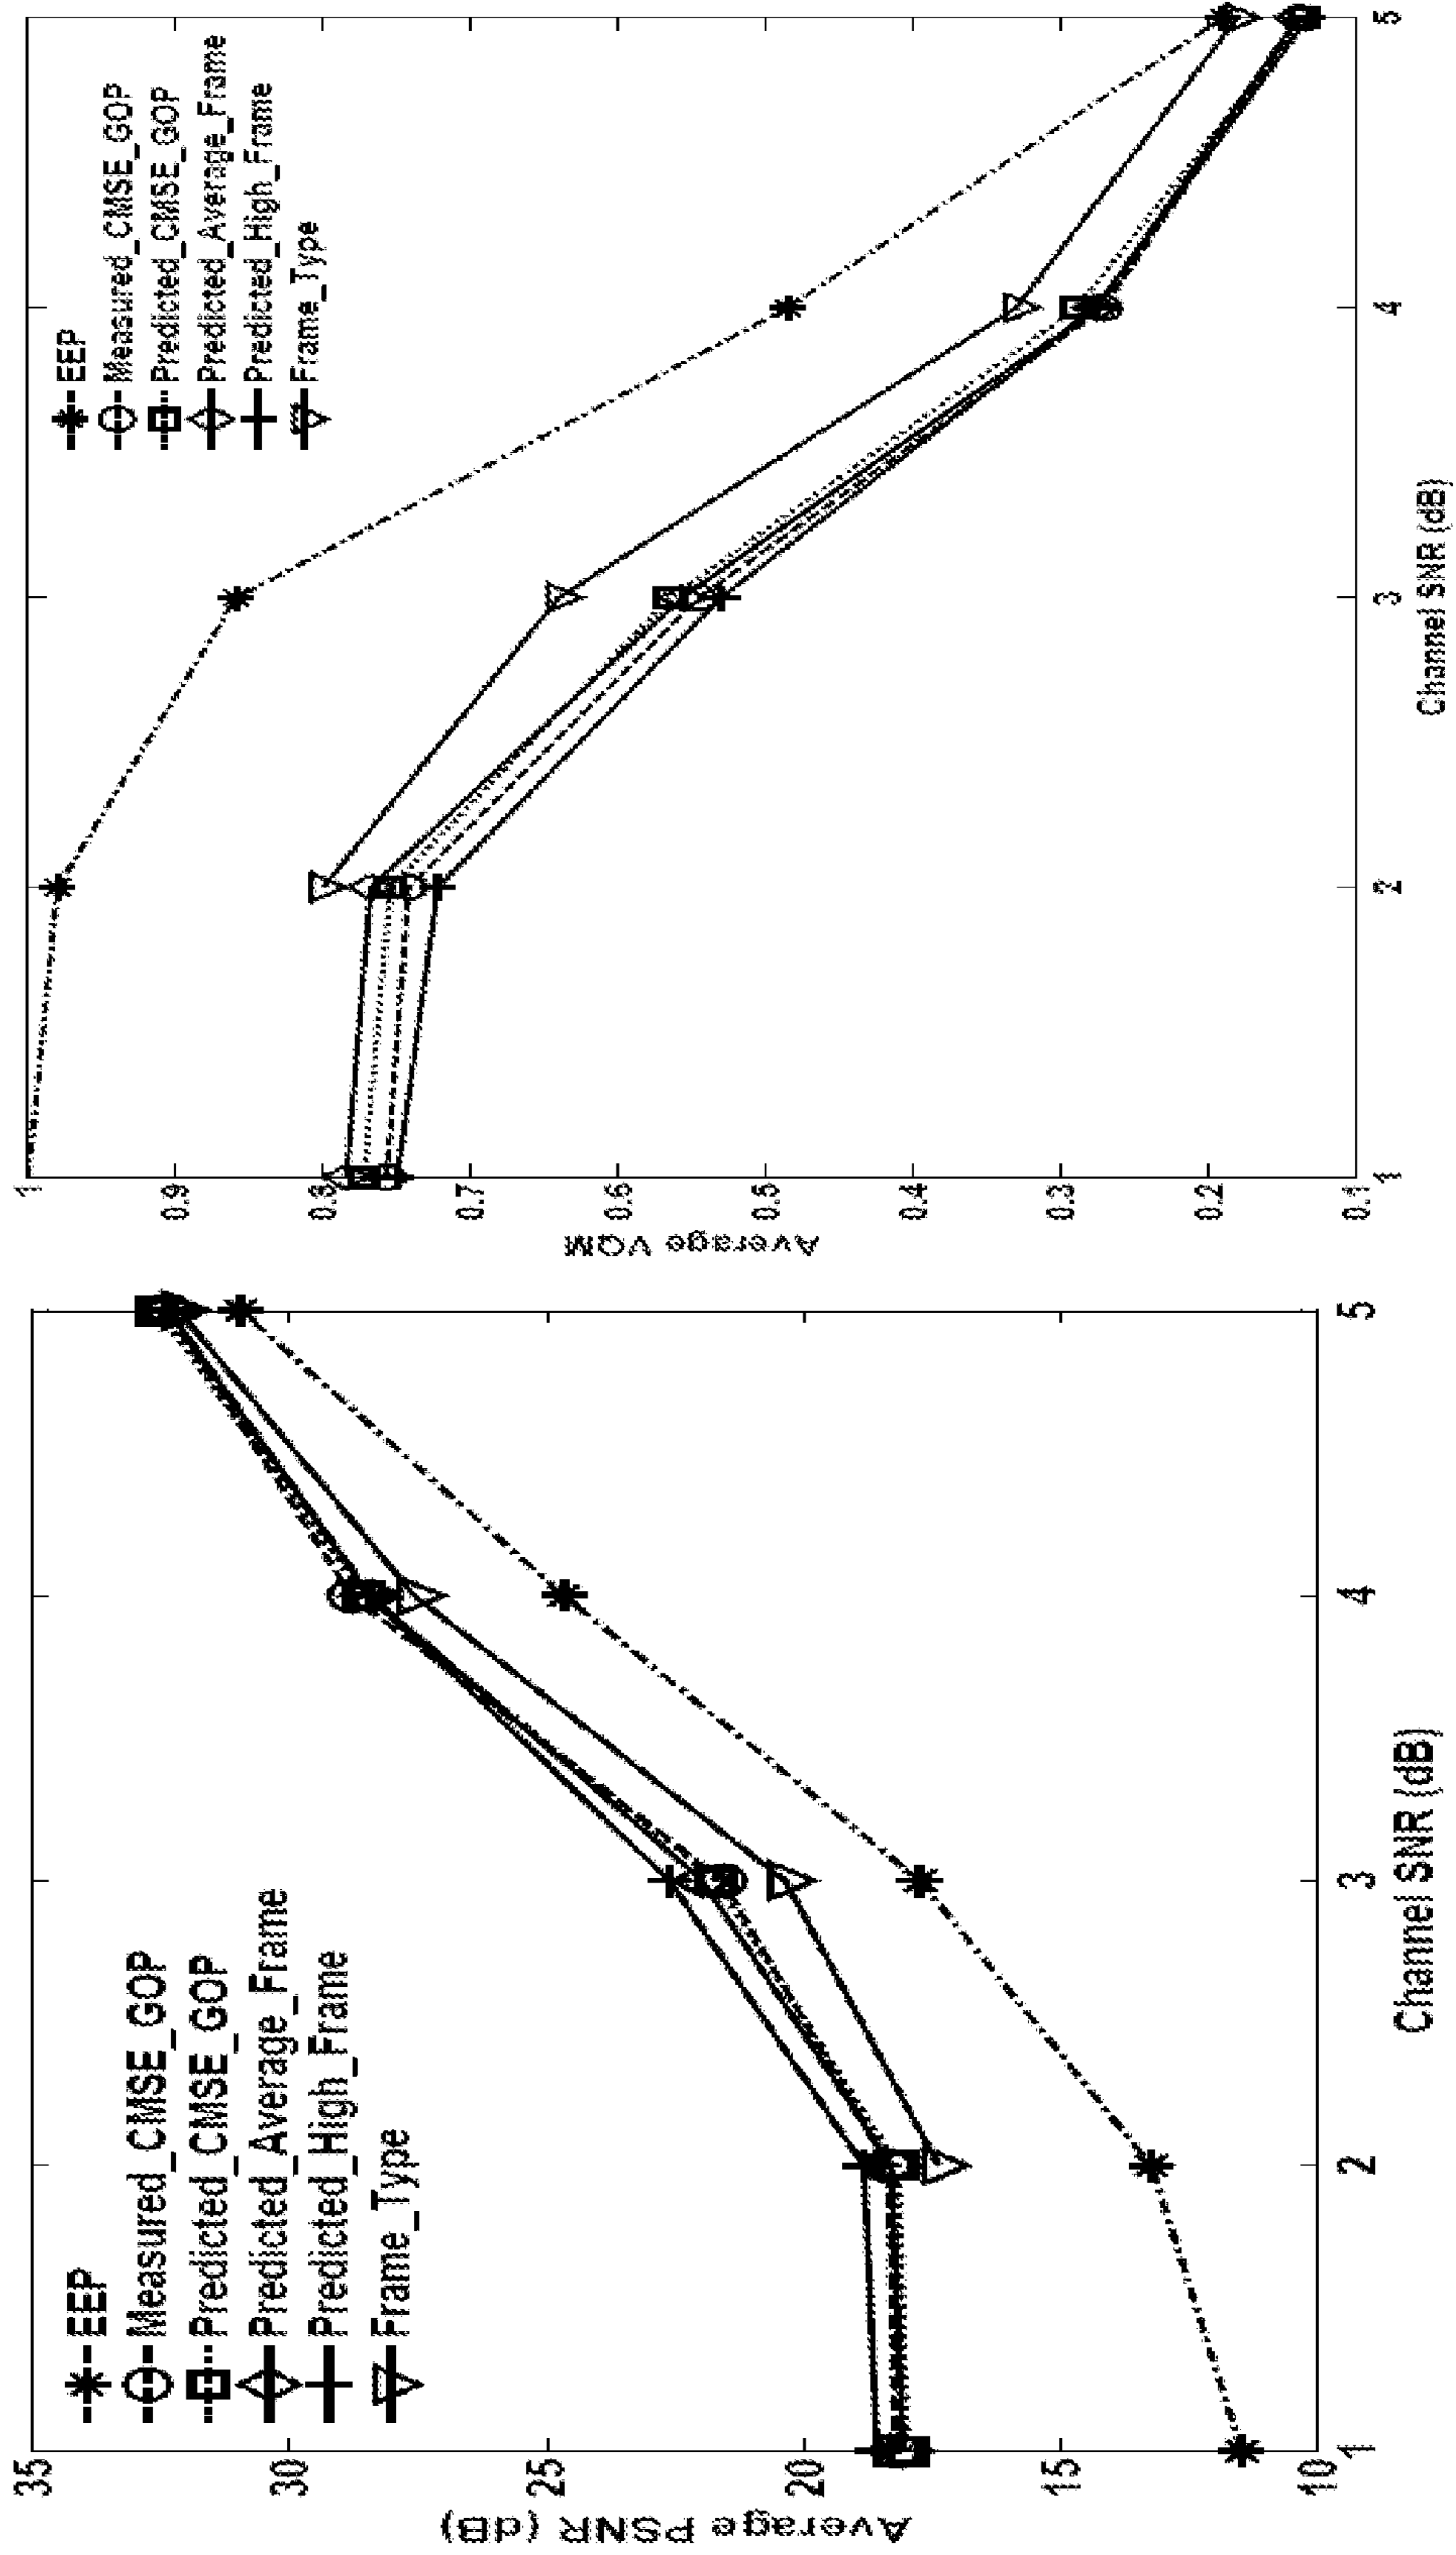 EEP
Measured_CMSE_GOP
Predicted_CMSE_GOP
Predicted_Average_Frame
Predicted_High_Frame
Frame_Type
35
30
25
20
15
10
Average PSNR (dB)
1
2
3
4
5
Channel SNR (dB)
EEP
Measured_CMSE_GOP
Predicted_CMSE_GOP
Predicted_Average_Frame
Predicted_High_Frame
Frame_Type
1
0.9
0.8
0.7
0.6
0.5
0.4
0.3
0.2
0.1
Average VQM
1
2
3
4
5
Channel SNR (dB)